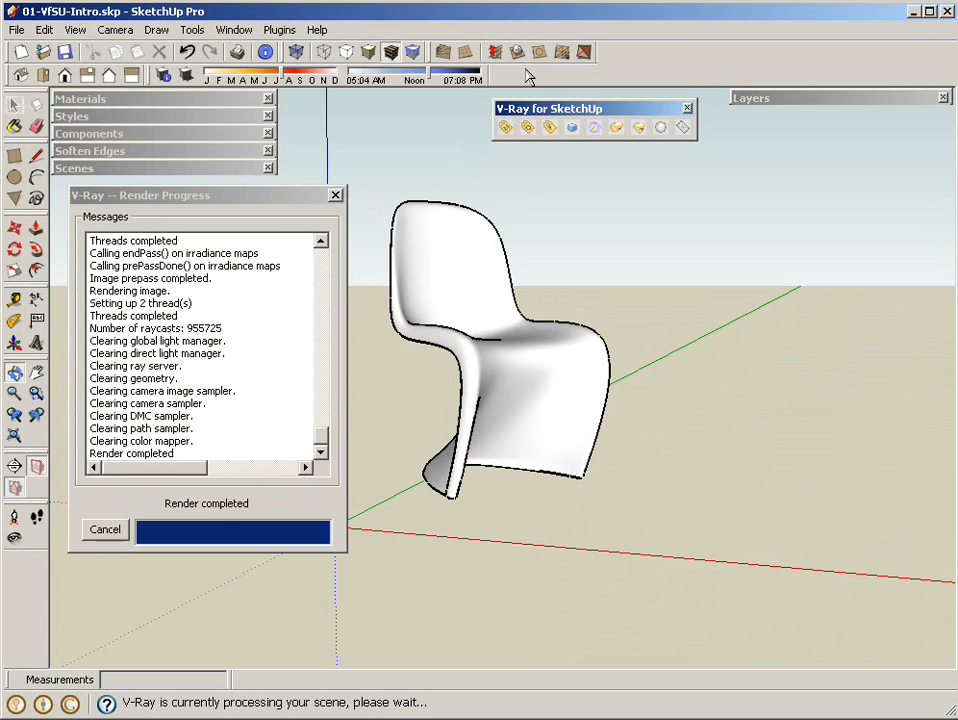 01-VfSU-Intro.skp - SketchUp Pro
File Edit View Camera Draw Tools Window Plugins Help
J F M A M J J A S O N D 05:04 AM Noon 07:08 PM
Materials
Styles
Components
Soften Edges
Scenes
V-Ray for SketchUp
Layers
V-Ray -- Render Progress
Messages
Threads completed
Calling endPass() on irradiance maps
Calling prePassDone() on irradiance maps
Image prepass completed.
Rendering image.
Setting up 2 thread(s)
Threads completed
Number of raycasts: 955725
Clearing global light manager.
Clearing direct light manager.
Clearing ray server.
Clearing geometry.
Clearing camera image sampler.
Clearing camera sampler.
Clearing DMC sampler.
Clearing path sampler.
Clearing color mapper.
Render completed
Render completed
Cancel
Measurements
V-Ray is currently processing your scene, please wait...